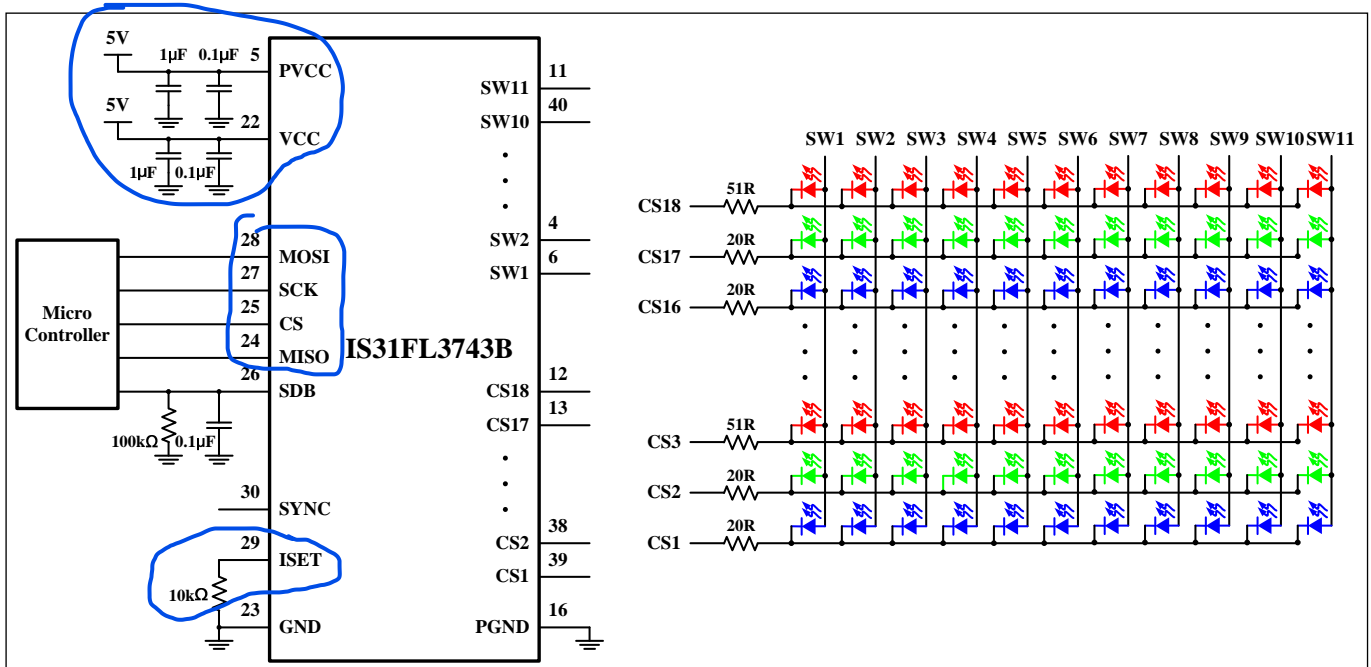 5V
5
1μF 0.1μF
PVCC
5V
22
VCC
1μF 0.1μF
11
SW11
40
SW10
4
SW2
6
SW1
Micro
Controller
28
MOSI
27
SCK
25
CS
24
MISO
26
SDB
IS31FL3743B
100kΩ 0.1μF
12
CS18
13
CS17
30
SYNC
29
ISET
10kΩ
23
GND
38
CS2
39
CS1
16
PGND
SW1 SW2 SW3 SW4 SW5 SW6 SW7 SW8 SW9 SW10 SW11
CS18 51R
CS17 20R
CS16 20R
CS3 51R
CS2 20R
CS1 20R